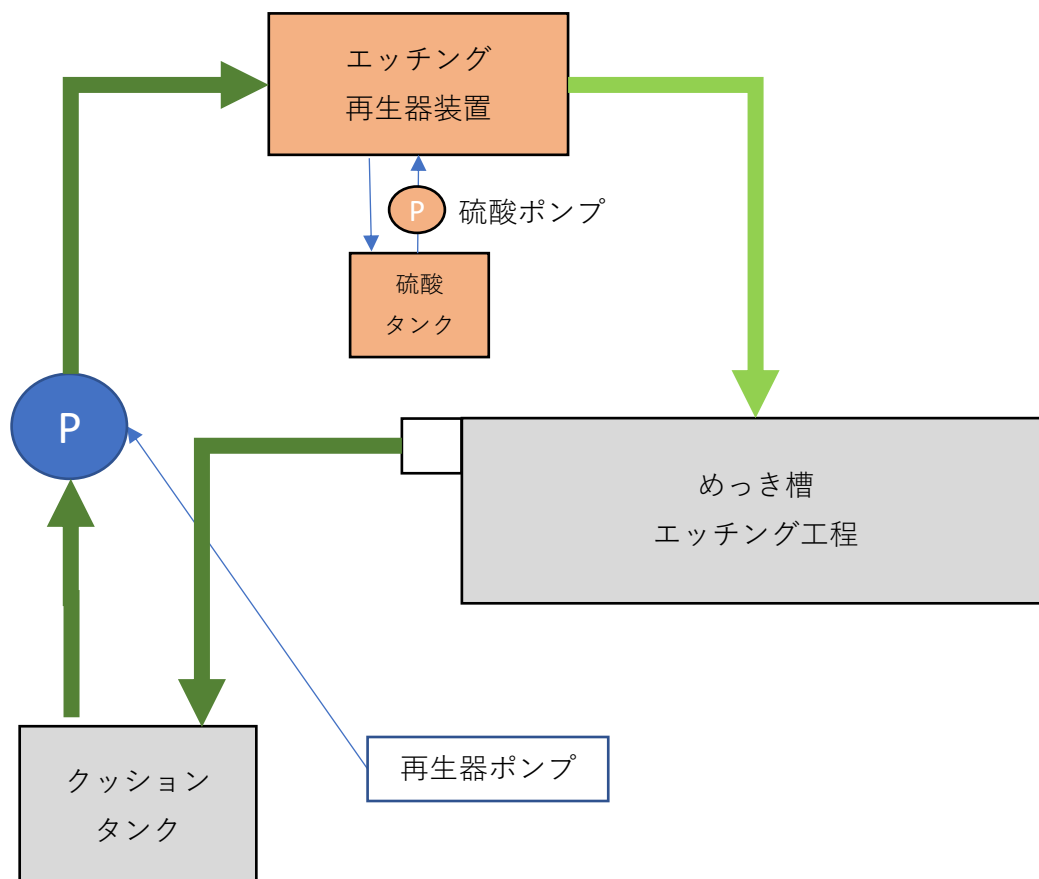 エッチング
再生器装置
P
硫酸ポンプ
硫酸
タンク
P
めっき槽
エッチング工程
再生器ポンプ
クッション
タンク